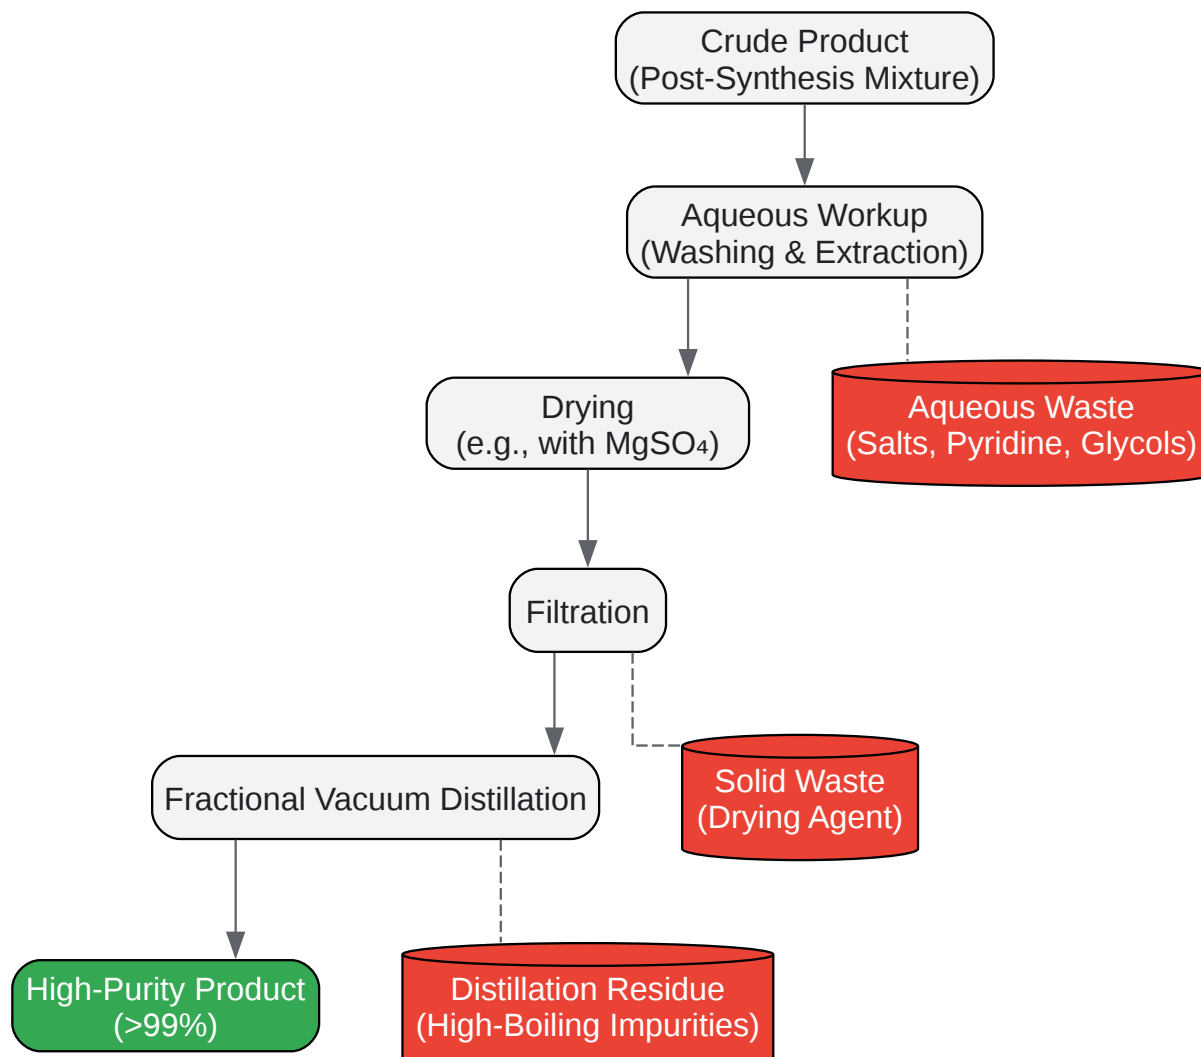 Crude Product
(Post-Synthesis Mixture)
Aqueous Workup
(Washing & Extraction)
Drying
(e.g., with MgSO₄)
Aqueous Waste
(Salts, Pyridine, Glycols)
Filtration
Fractional Vacuum Distillation
Solid Waste
(Drying Agent)
High-Purity Product
(>99%)
Distillation Residue
(High-Boiling Impurities)